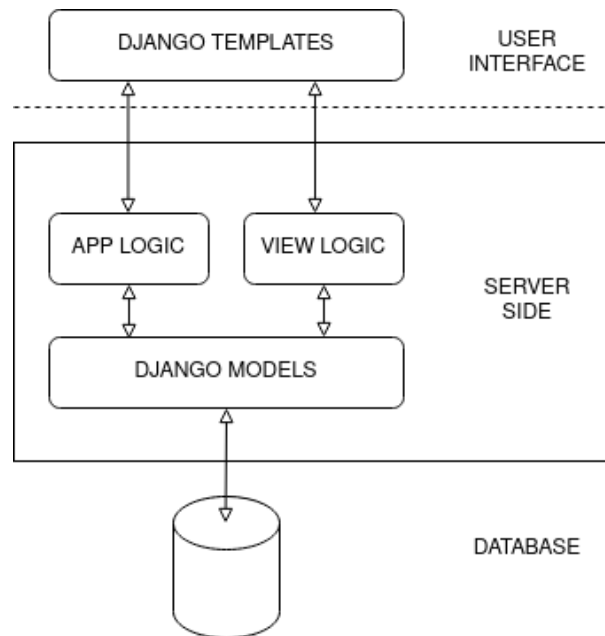 DJANGO TEMPLATES
USER
INTERFACE
APP LOGIC
VIEW LOGIC
SERVER
SIDE
DJANGO MODELS
DATABASE